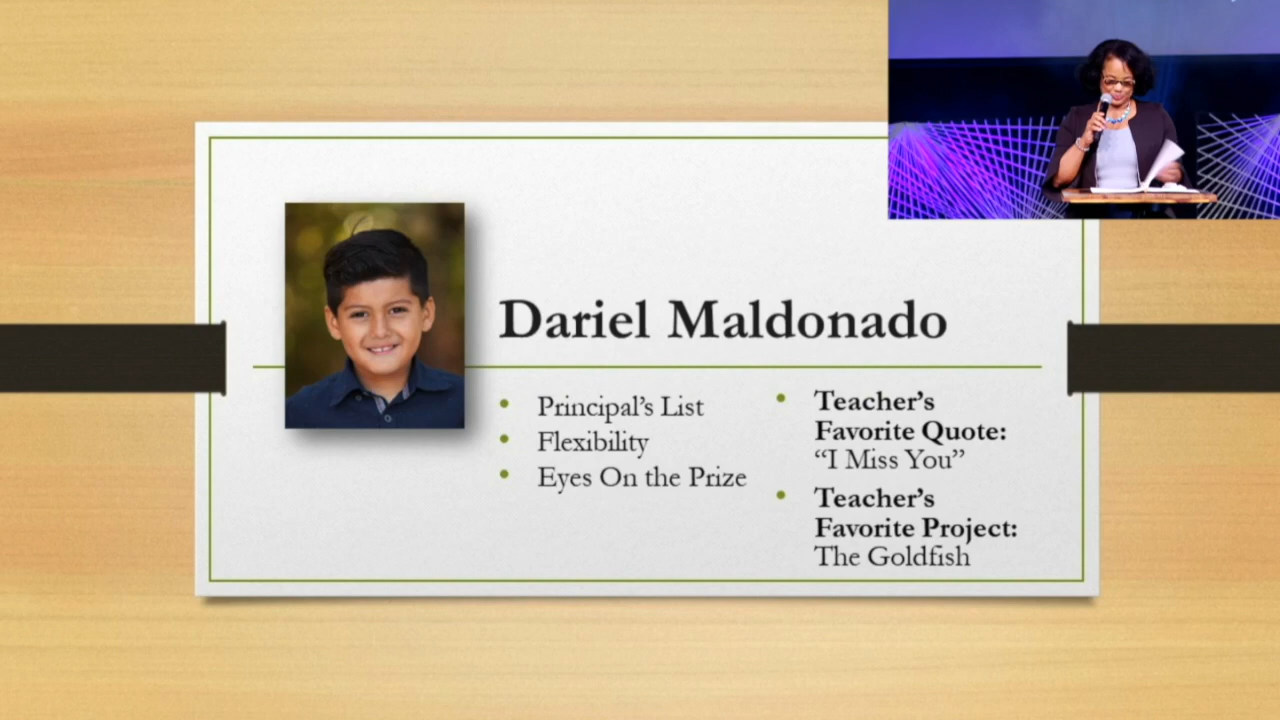 Dariel Maldonado
Principal’s List
Flexibility
Eyes On the Prize
Teacher’s
Favorite Quote:
“I Miss You”
Teacher’s
Favorite Project:
The Goldfish